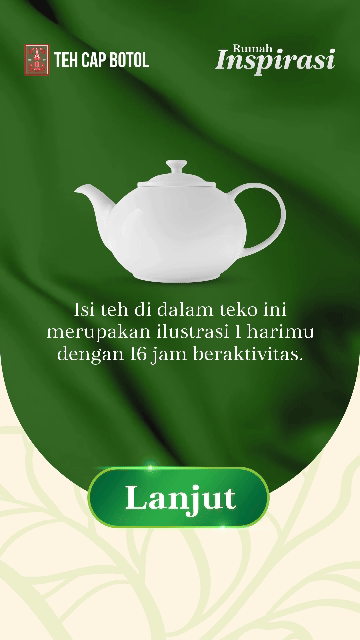 TEH CAP BOTOL
Rumah
Inspirasi
Isi teh di dalam teko ini
merupakan ilustrasi 1 harimu
dengan 16 jam beraktivitas.
Lanjut